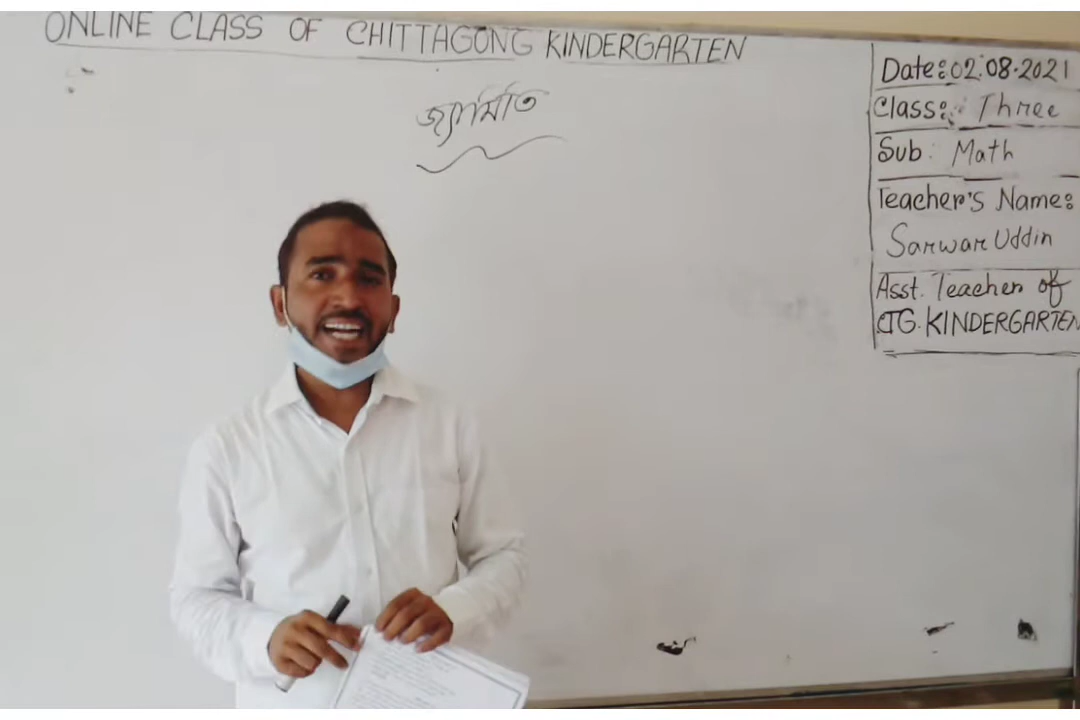 ONLINE CLASS OF CHITTAGONG KINDERGARTEN
জ্যামিতি
Date: 02.08.2021
Class: Three
Sub: Math
Teacher's Name:
Sarwar Uddin
Asst. Teacher of
CTG. KINDERGARTEN